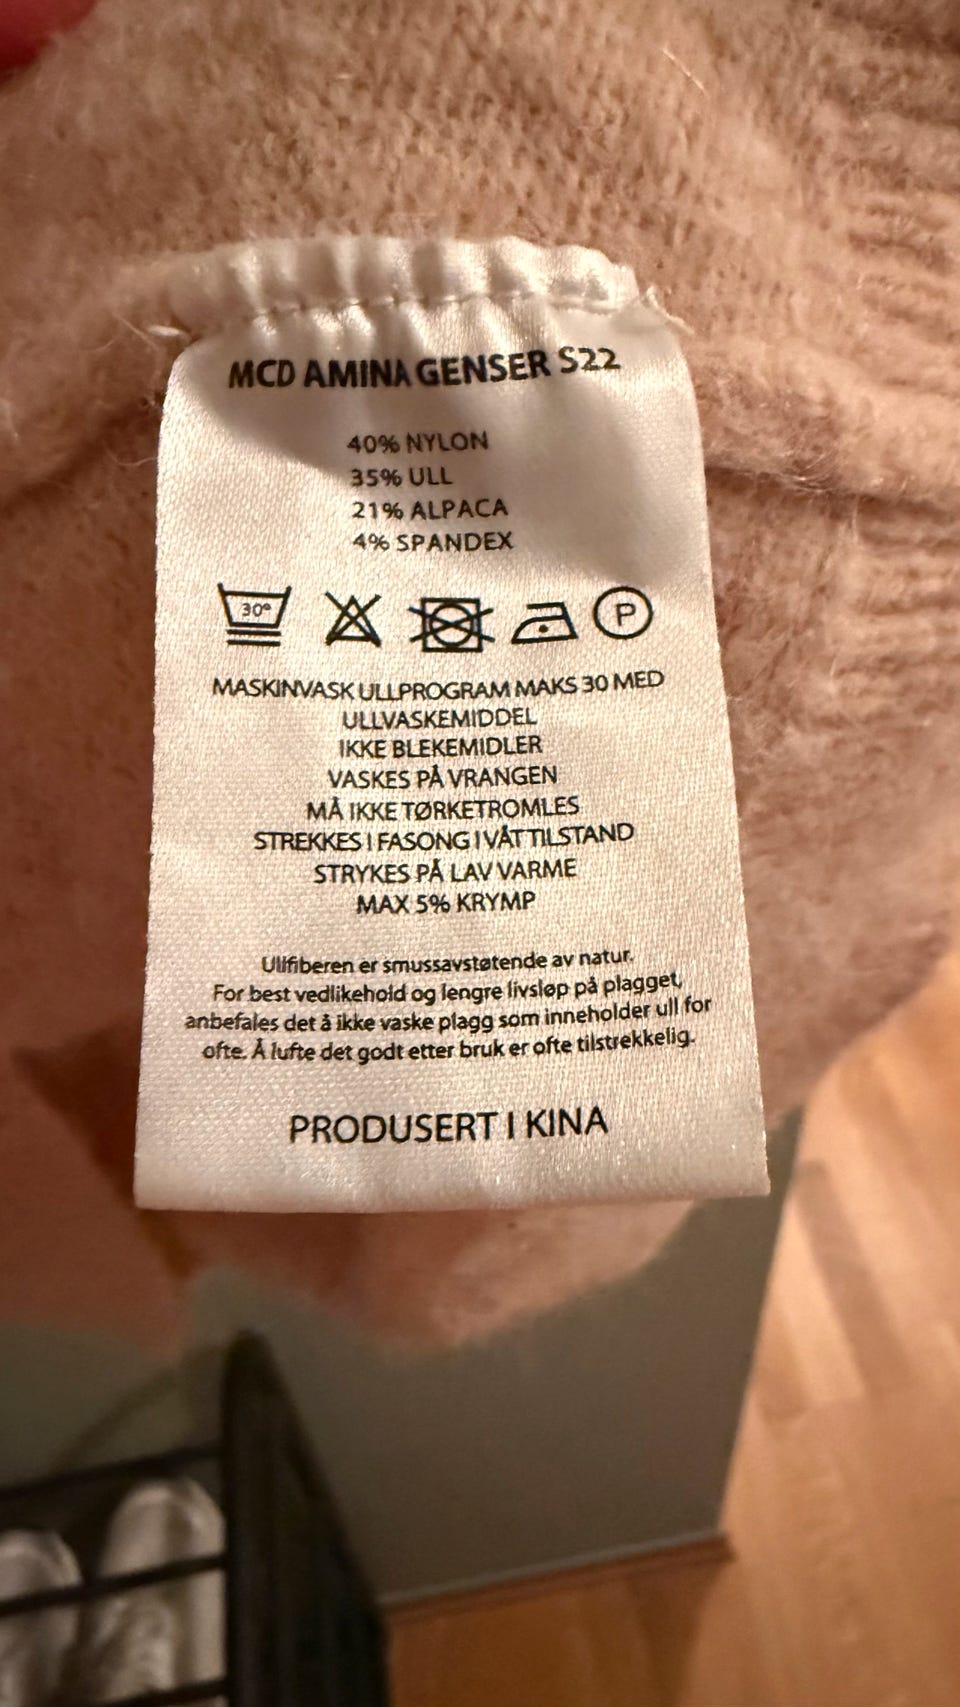 MCD AMINA GENSER S22
40% NYLON
35% ULL
21% ALPACA
4% SPANDEX
30° P
MASKINVASK ULLPROGRAM MAKS 30 MED
ULLVASKEMIDDEL
IKKE BLEKEMIDLER
VASKES PÅ VRANGEN
MÅ IKKE TØRKETROMLES
STREKKES I FASONG I VÅT TILSTAND
STRYKES PÅ LAV VARME
MAX 5% KRYMP
Ullfiberen er smussavstøtende av natur.
For best vedlikehold og lengre livsløp på plagget,
anbefales det å ikke vaske plagg som inneholder ull for
ofte. Å lufte det godt etter bruk er ofte tilstrekkelig.
PRODUSERT I KINA